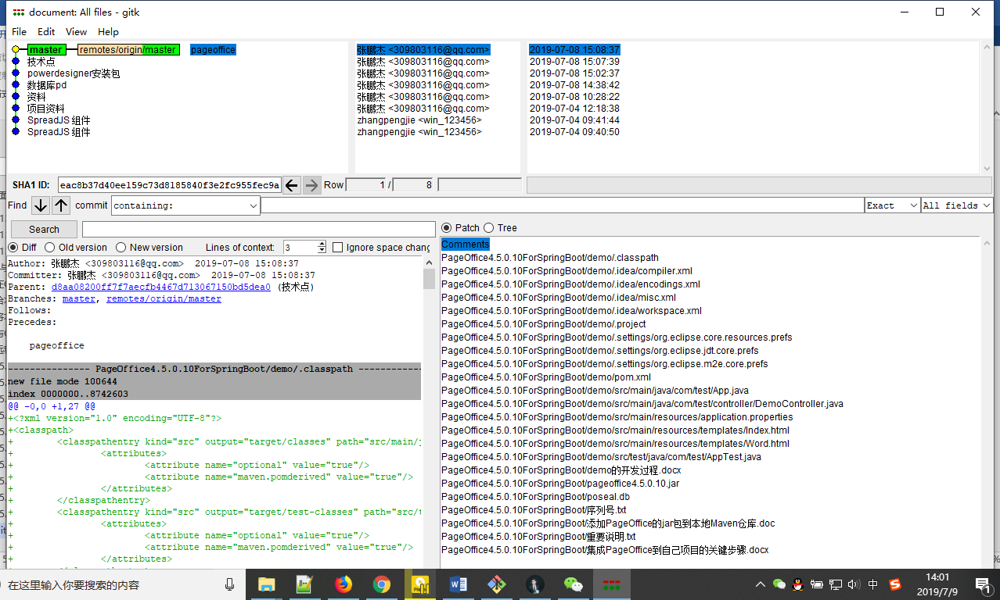 document: All files - gitk
File Edit View Help
master remotes/origin/master pageoffice 张鹏杰 <309803116@qq.com> 2019-07-08 15:08:37
技术点 张鹏杰 <309803116@qq.com> 2019-07-08 15:07:39
powerdesigner安装包 张鹏杰 <309803116@qq.com> 2019-07-08 15:02:37
数据库pd 张鹏杰 <309803116@qq.com> 2019-07-08 14:38:42
资料 张鹏杰 <309803116@qq.com> 2019-07-08 10:28:22
项目资料 张鹏杰 <309803116@qq.com> 2019-07-04 12:18:38
SpreadJS 组件 zhangpengjie <win_123456> 2019-07-04 09:41:44
SpreadJS 组件 zhangpengjie <win_123456> 2019-07-04 09:40:50
SHA1 ID: eac8b37d40ee159c73d8185840f3e2fc955fec9a Row 1 / 8
Find commit containing: Exact All fields
Search
Diff Old version New version Lines of context: 3 Ignore space chang
Author: 张鹏杰 <309803116@qq.com> 2019-07-08 15:08:37
Committer: 张鹏杰 <309803116@qq.com> 2019-07-08 15:08:37
Parent: d8aa08200ff7f7aecfb4467d713067150bd5dea0 (技术点)
Branches: master, remotes/origin/master
Follows:
Precedes:
pageoffice
--------------- PageOffice4.5.0.10ForSpringBoot/demo/.classpath ------------
new file mode 100644
index 0000000..8742603
@@ -0,0 +1,27 @@
+<?xml version="1.0" encoding="UTF-8"?>
+<classpath>
+ <classpathentry kind="src" output="target/classes" path="src/main/j
+ <attributes>
+ <attribute name="optional" value="true"/>
+ <attribute name="maven.pomderived" value="true"/>
+ </attributes>
+ </classpathentry>
+ <classpathentry kind="src" output="target/test-classes" path="src/t
+ <attributes>
+ <attribute name="optional" value="true"/>
+ <attribute name="maven.pomderived" value="true"/>
+ </attributes>
Patch Tree
Comments
PageOffice4.5.0.10ForSpringBoot/demo/.classpath
PageOffice4.5.0.10ForSpringBoot/demo/.idea/compiler.xml
PageOffice4.5.0.10ForSpringBoot/demo/.idea/encodings.xml
PageOffice4.5.0.10ForSpringBoot/demo/.idea/misc.xml
PageOffice4.5.0.10ForSpringBoot/demo/.idea/workspace.xml
PageOffice4.5.0.10ForSpringBoot/demo/.project
PageOffice4.5.0.10ForSpringBoot/demo/.settings/org.eclipse.core.resources.prefs
PageOffice4.5.0.10ForSpringBoot/demo/.settings/org.eclipse.jdt.core.prefs
PageOffice4.5.0.10ForSpringBoot/demo/.settings/org.eclipse.m2e.core.prefs
PageOffice4.5.0.10ForSpringBoot/demo/pom.xml
PageOffice4.5.0.10ForSpringBoot/demo/src/main/java/com/test/App.java
PageOffice4.5.0.10ForSpringBoot/demo/src/main/java/com/test/controller/DemoController.java
PageOffice4.5.0.10ForSpringBoot/demo/src/main/resources/application.properties
PageOffice4.5.0.10ForSpringBoot/demo/src/main/resources/templates/Index.html
PageOffice4.5.0.10ForSpringBoot/demo/src/main/resources/templates/Word.html
PageOffice4.5.0.10ForSpringBoot/demo/src/test/java/com/test/AppTest.java
PageOffice4.5.0.10ForSpringBoot/demo的开发过程.docx
PageOffice4.5.0.10ForSpringBoot/pageoffice4.5.0.10.jar
PageOffice4.5.0.10ForSpringBoot/poseal.db
PageOffice4.5.0.10ForSpringBoot/序列号.txt
PageOffice4.5.0.10ForSpringBoot/添加PageOffice的jar包到本地Maven仓库.doc
PageOffice4.5.0.10ForSpringBoot/重要说明.txt
PageOffice4.5.0.10ForSpringBoot/集成PageOffice到自己项目的关键步骤.docx
在这里输入你要搜索的内容
中
14:01
2019/7/9
1